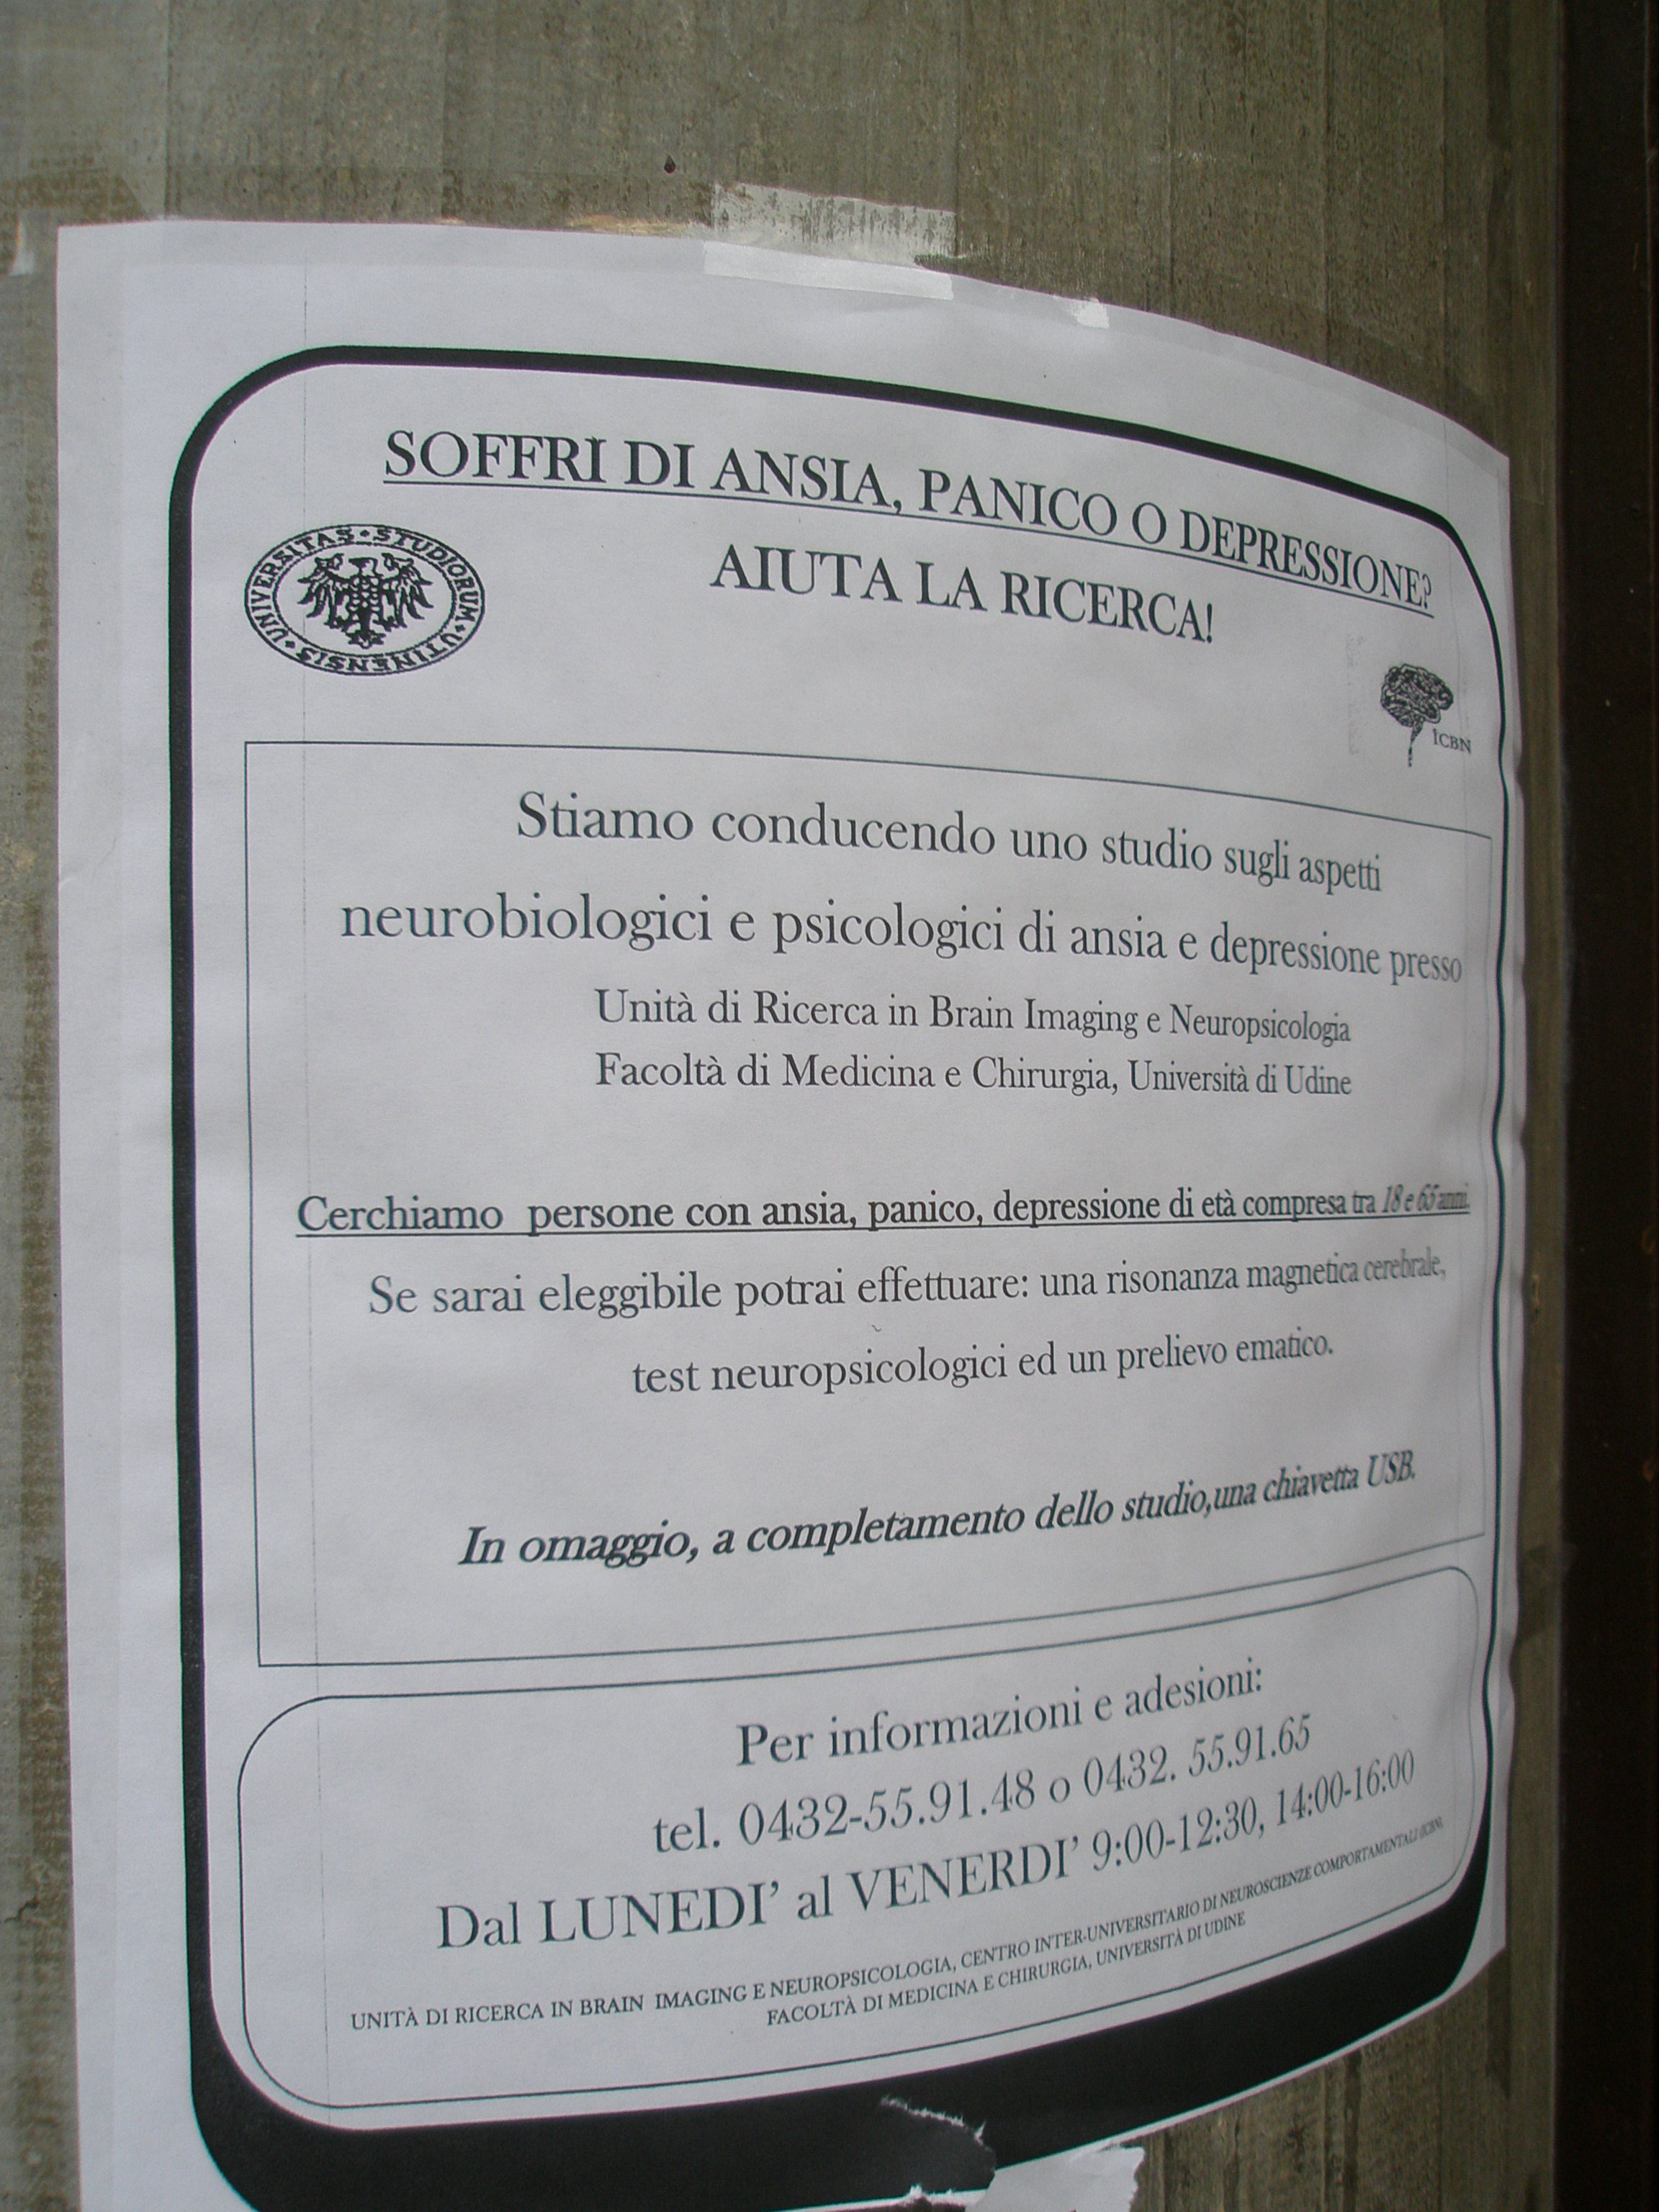 SOFFRI DI ANSIA, PANICO O DEPRESSIONE?
AIUTA LA RICERCA!
UNIVERSITAS • STUDIORUM • UTINENSIS •
ICBN
Stiamo conducendo uno studio sugli aspetti
neurobiologici e psicologici di ansia e depressione presso
Unità di Ricerca in Brain Imaging e Neuropsicologia
Facoltà di Medicina e Chirurgia, Università di Udine
Cerchiamo persone con ansia, panico, depressione di età compresa tra 18 e 65 anni.
Se sarai eleggibile potrai effettuare: una risonanza magnetica cerebrale,
test neuropsicologici ed un prelievo ematico.
In omaggio, a completamento dello studio,una chiavetta USB.
Per informazioni e adesioni:
tel. 0432-55.91.48 o 0432. 55.91.65
Dal LUNEDI' al VENERDI' 9:00-12:30, 14:00-16:00
UNITÀ DI RICERCA IN BRAIN IMAGING E NEUROPSICOLOGIA, CENTRO INTER-UNIVERSITARIO DI NEUROSCIENZE COMPORTAMENTALI (ICBN)
FACOLTÀ DI MEDICINA E CHIRURGIA, UNIVERSITÀ DI UDINE